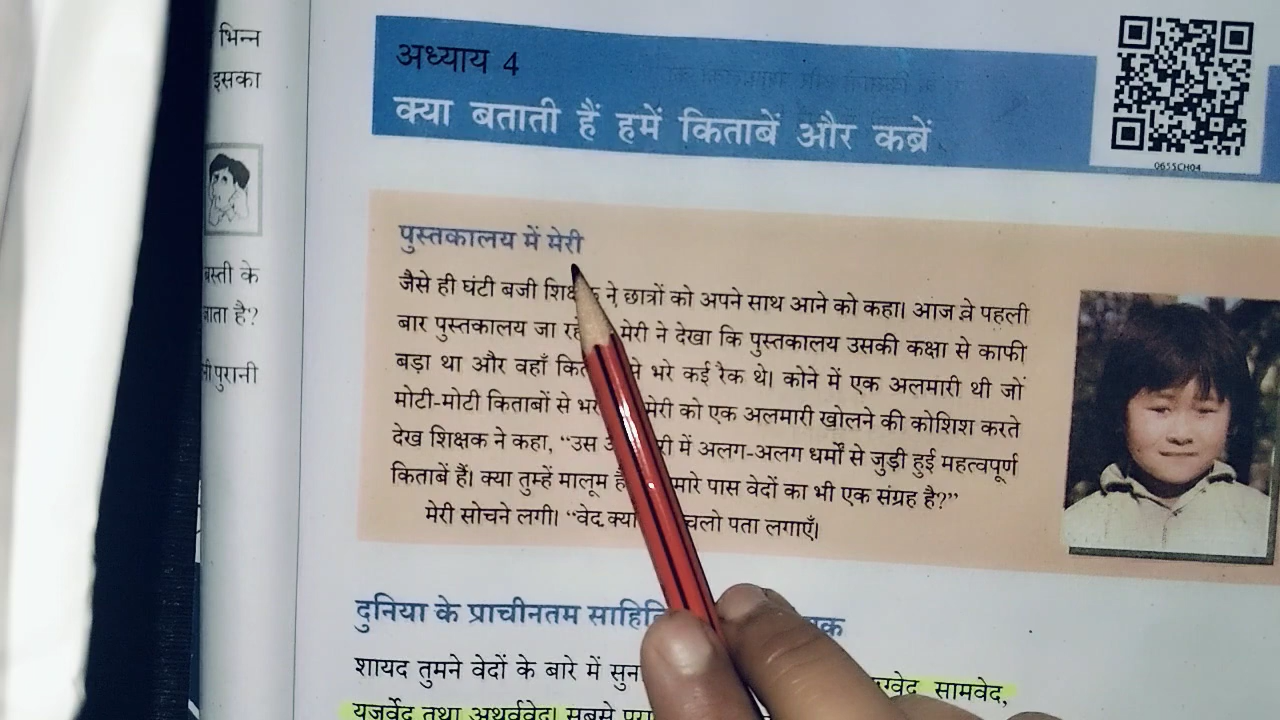 भिन्न
इसका
बस्ती के
जाता है?
पुरानी
अध्याय 4
क्या बताती हैं हमें किताबें और कब्रें
0655CH04
पुस्तकालय में मेरी
जैसे ही घंटी बजी ने छात्रों को अपने साथ आने को कहा। आज वे पहली
बार पुस्तकालय जा मेरी ने देखा कि पुस्तकालय उसकी कक्षा से काफी
बड़ा था और वहाँ से भरे कई रैक थे। कोने में एक अलमारी थी जों
मोटी-मोटी किताबों से मेरी को एक अलमारी खोलने की कोशिश करते
देख शिक्षक ने कहा, “उस में अलग-अलग धर्मों से जुड़ी हुई महत्वपूर्ण
किताबें हैं। क्या तुम्हें मालूम पास वेदों का भी एक संग्रह है?”
मेरी सोचने लगी। “वेद क्या चलो पता लगाएँ।
दुनिया के प्राचीनतम
शायद तुमने वेदों के बारे में सामवेद,
यजुर्वेद तथा अथर्ववेद। सबसे